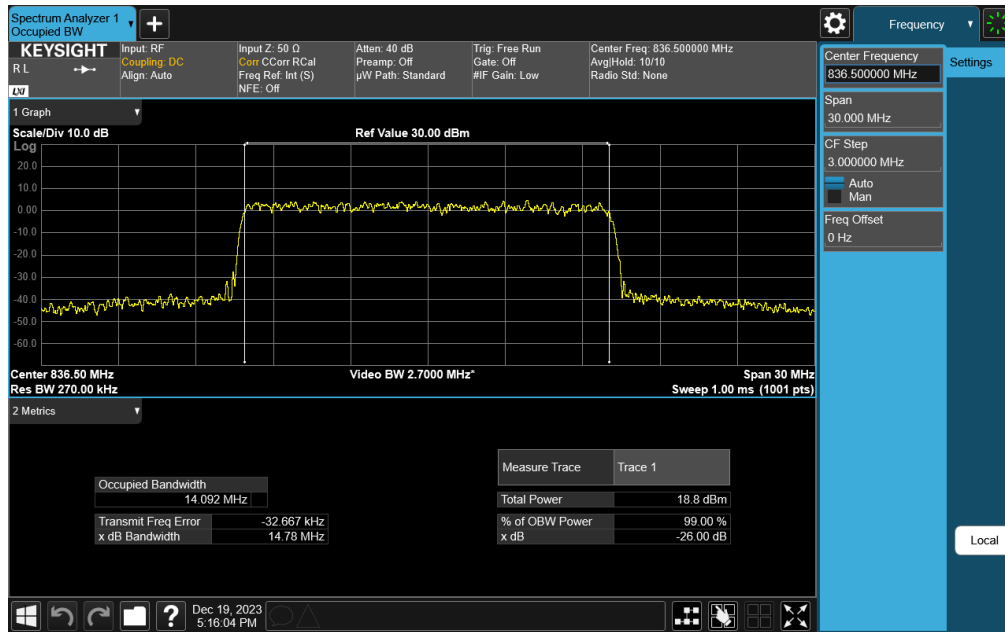 Spectrum Analyzer 1
Occupied BW
Frequency
KEYSIGHT
R L
LXI
Input: RF
Coupling: DC
Align: Auto
Input Z: 50 Ω
Corr CCorr RCal
Freq Ref: Int (S)
NFE: Off
Atten: 40 dB
Preamp: Off
µW Path: Standard
Trig: Free Run
Gate: Off
#IF Gain: Low
Center Freq: 836.500000 MHz
Avg|Hold: 10/10
Radio Std: None
Center Frequency
836.500000 MHz
Settings
Span
30.000 MHz
CF Step
3.000000 MHz
Auto
Man
Freq Offset
0 Hz
Local
1 Graph
Scale/Div 10.0 dB
Ref Value 30.00 dBm
Log
20.0
10.0
0.00
-10.0
-20.0
-30.0
-40.0
-50.0
-60.0
Center 836.50 MHz
Video BW 2.7000 MHz*
Span 30 MHz
Res BW 270.00 kHz
Sweep 1.00 ms (1001 pts)
2 Metrics
Occupied Bandwidth
14.092 MHz
Transmit Freq Error -32.667 kHz
x dB Bandwidth 14.78 MHz
Measure Trace Trace 1
Total Power 18.8 dBm
% of OBW Power 99.00 %
x dB -26.00 dB
?
Dec 19, 2023
5:16:04 PM